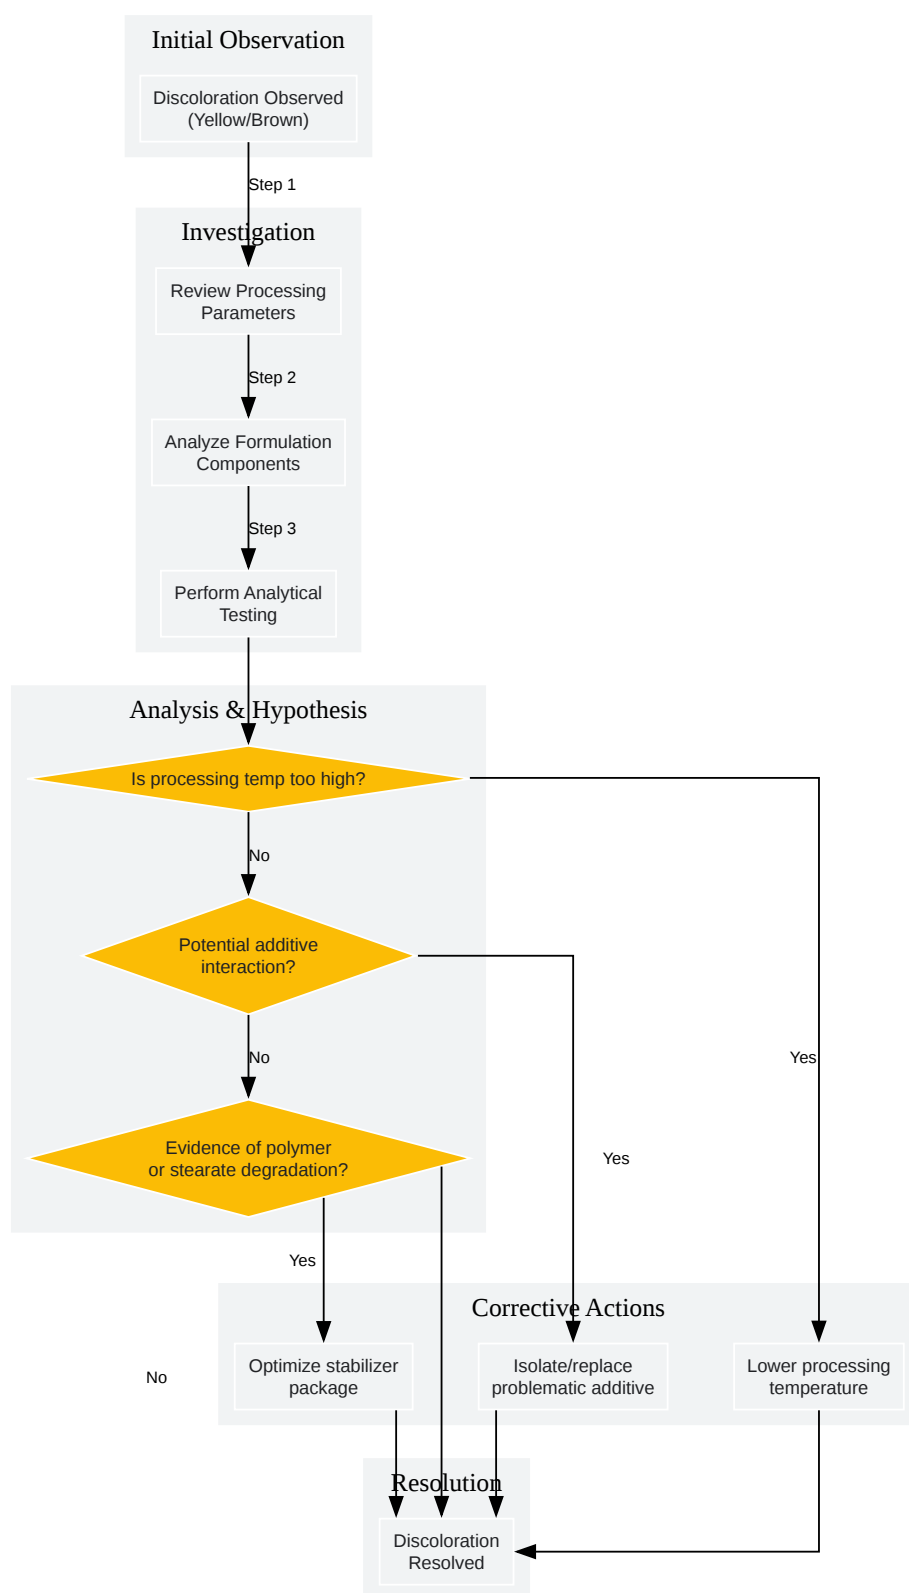 Initial Observation
Discoloration Observed
(Yellow/Brown)
Step 1
Investigation
Review Processing
Parameters
Step 2
Analyze Formulation
Components
Step 3
Perform Analytical
Testing
Analysis & Hypothesis
Is processing temp too high?
No
Potential additive
interaction?
No
Yes
Evidence of polymer
or stearate degradation?
Yes
Yes
Corrective Actions
Optimize stabilizer
package
Isolate/replace
problematic additive
Lower processing
temperature
No
Resolution
Discoloration
Resolved